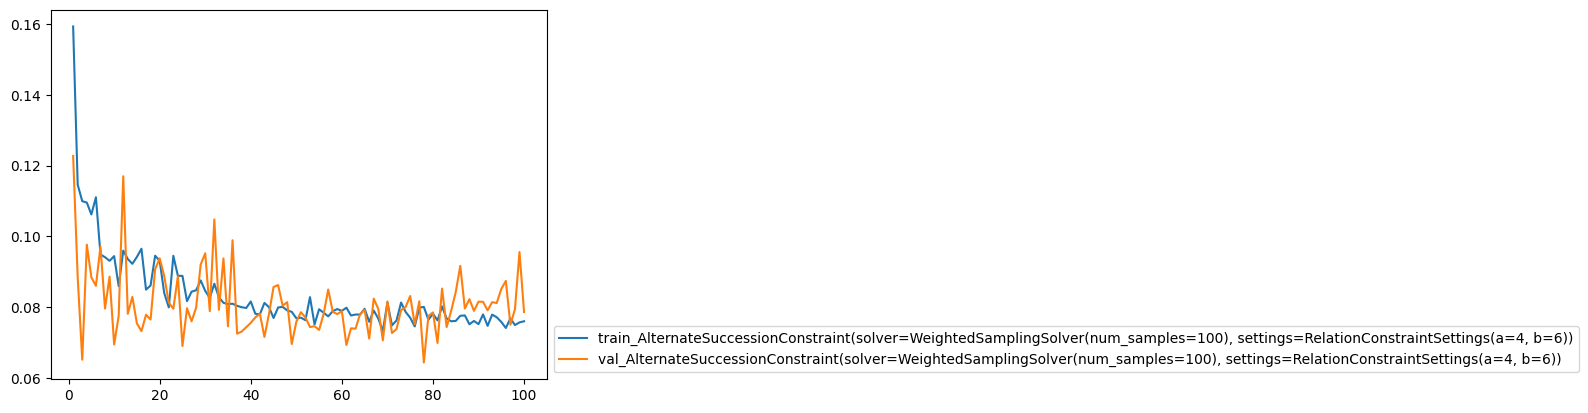 0.16
0.14
0.12
0.10
0.08
0.06
0 20 40 60 80 100
train_AlternateSuccessionConstraint(solver=WeightedSamplingSolver(num_samples=100), settings=RelationConstraintSettings(a=4, b=6))
val_AlternateSuccessionConstraint(solver=WeightedSamplingSolver(num_samples=100), settings=RelationConstraintSettings(a=4, b=6))